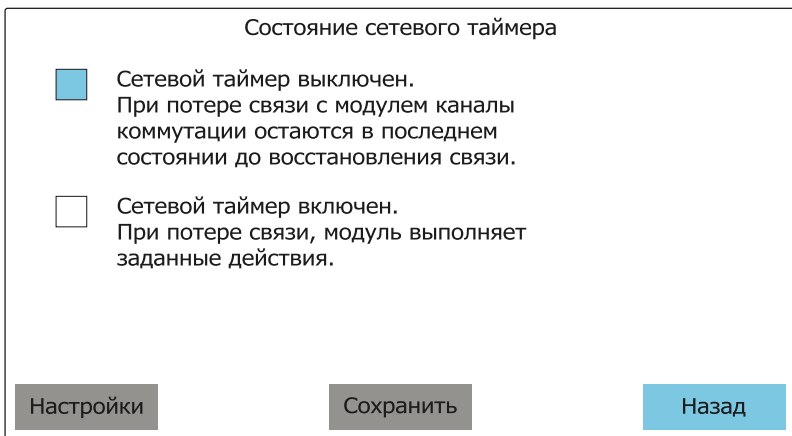 Состояние сетевого таймера
Сетевой таймер выключен.
При потере связи с модулем каналы
коммутации остаются в последнем
состоянии до восстановления связи.
Сетевой таймер включен.
При потере связи, модуль выполняет
заданные действия.
Настройки
Сохранить
Назад